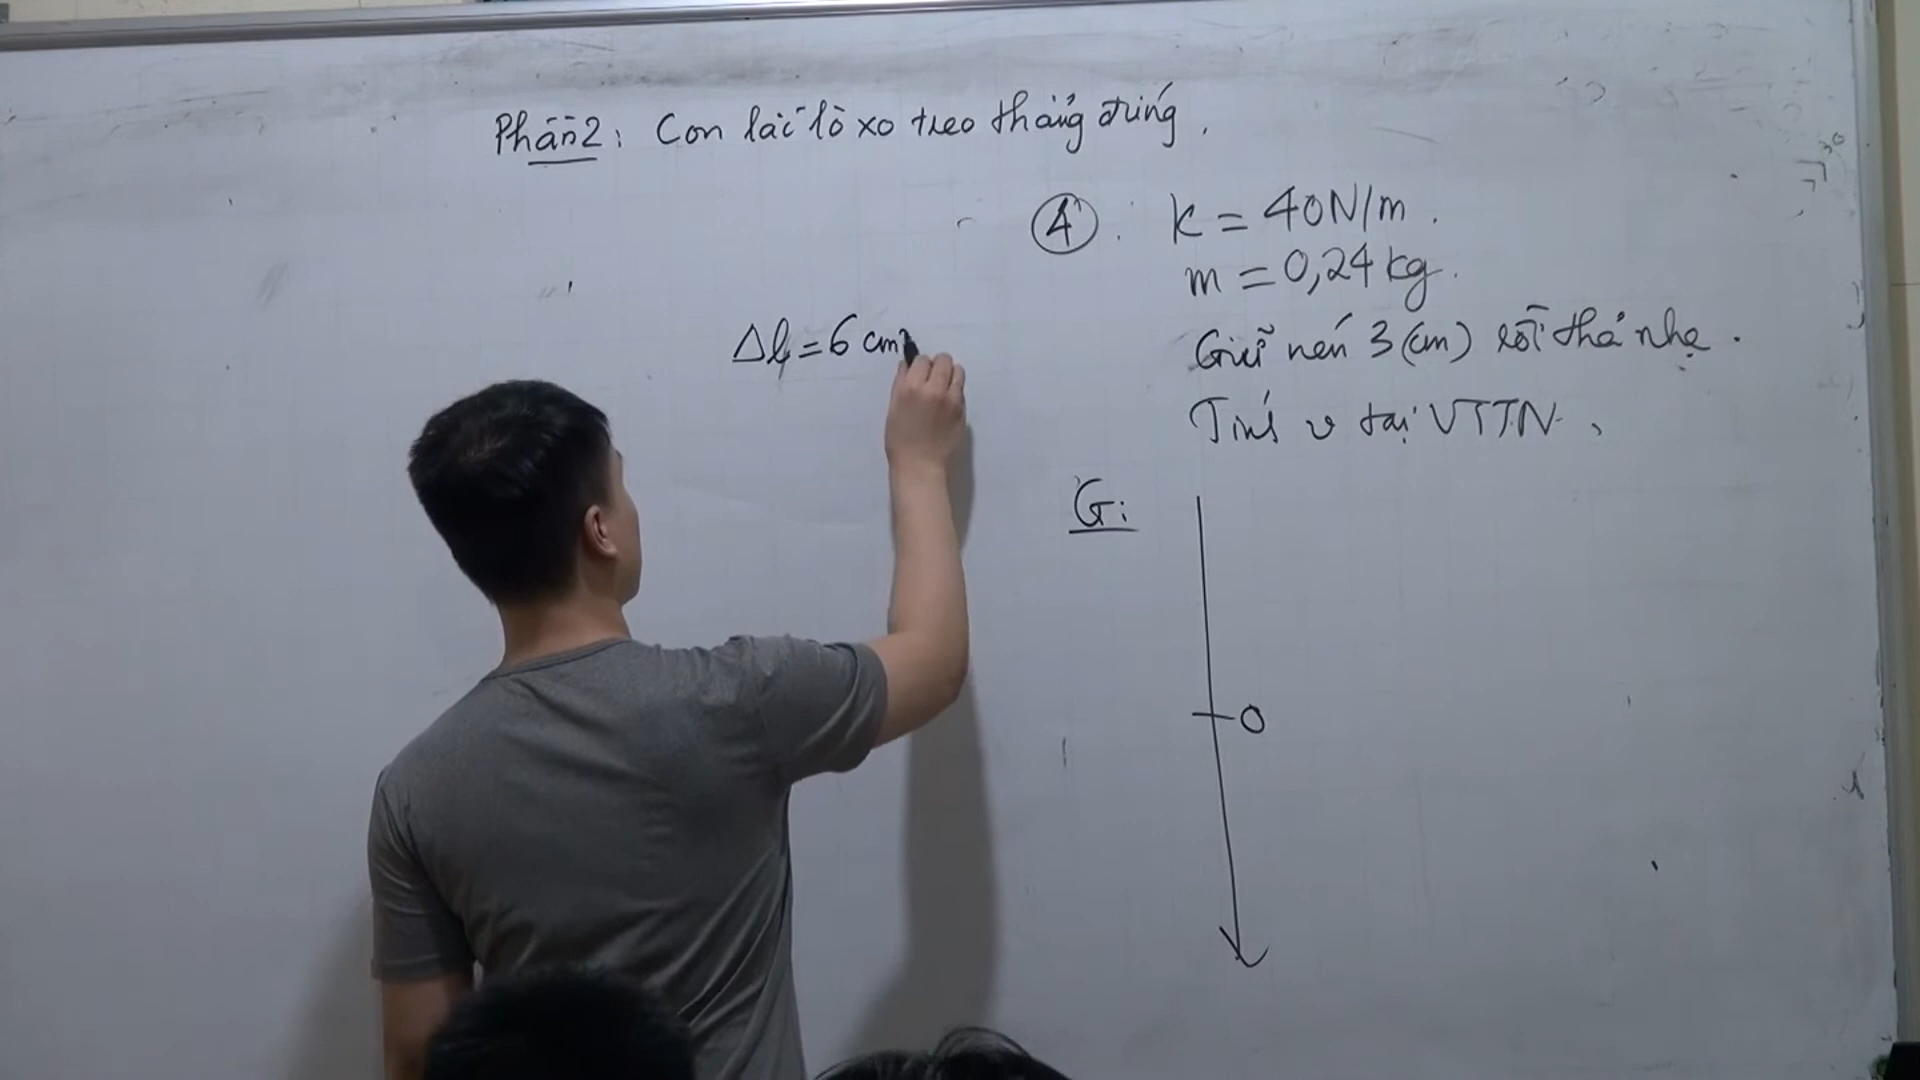 Phần 2: Con lắc lò xo treo thẳng đứng.
④: k = 40N/m.
m = 0,24 kg.
Giữ nén 3 (cm) rồi thả nhẹ.
Tính v tại VTTN.
Δl = 6 cm
G:
O